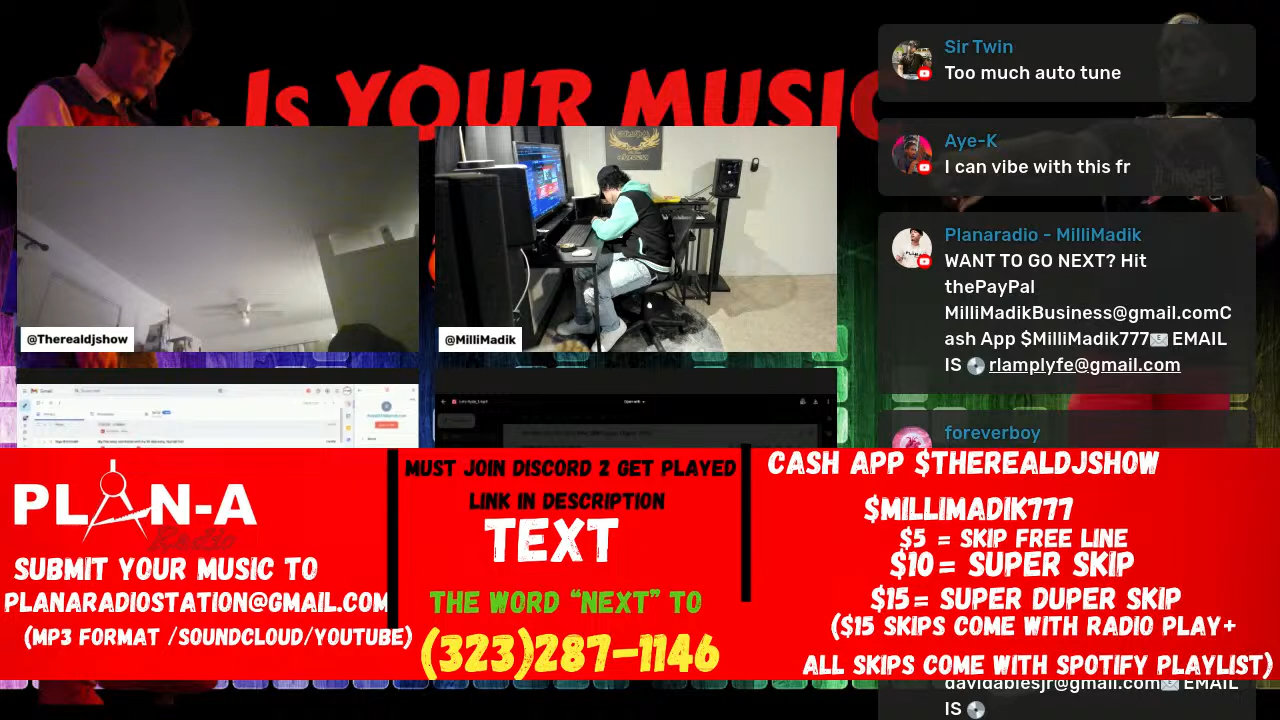 Is YOUR MUSIC
@Therealdjshow
@MilliMadik
Sir Twin
Too much auto tune
Aye-K
I can vibe with this fr
Planaradio - MilliMadik
WANT TO GO NEXT? Hit
thePayPal
MilliMadikBusiness@gmail.comC
ash App $MilliMadik777📧 EMAIL
IS 💿 rlamplyfe@gmail.com
foreverboy
Gmail
PLAN-A
Radio
SUBMIT YOUR MUSIC TO
PLANARADIOSTATION@GMAIL.COM
(MP3 FORMAT /SOUNDCLOUD/YOUTUBE)
MUST JOIN DISCORD 2 GET PLAYED
LINK IN DESCRIPTION
TEXT
THE WORD “NEXT” TO
(323)287-1146
CASH APP $THEREALDJSHOW
$MILLIMADIK777
$5 = SKIP FREE LINE
$10 = SUPER SKIP
$15 = SUPER DUPER SKIP
($15 SKIPS COME WITH RADIO PLAY+
ALL SKIPS COME WITH SPOTIFY PLAYLIST)
davidablesjr@gmail.com📧 EMAIL
IS 💿